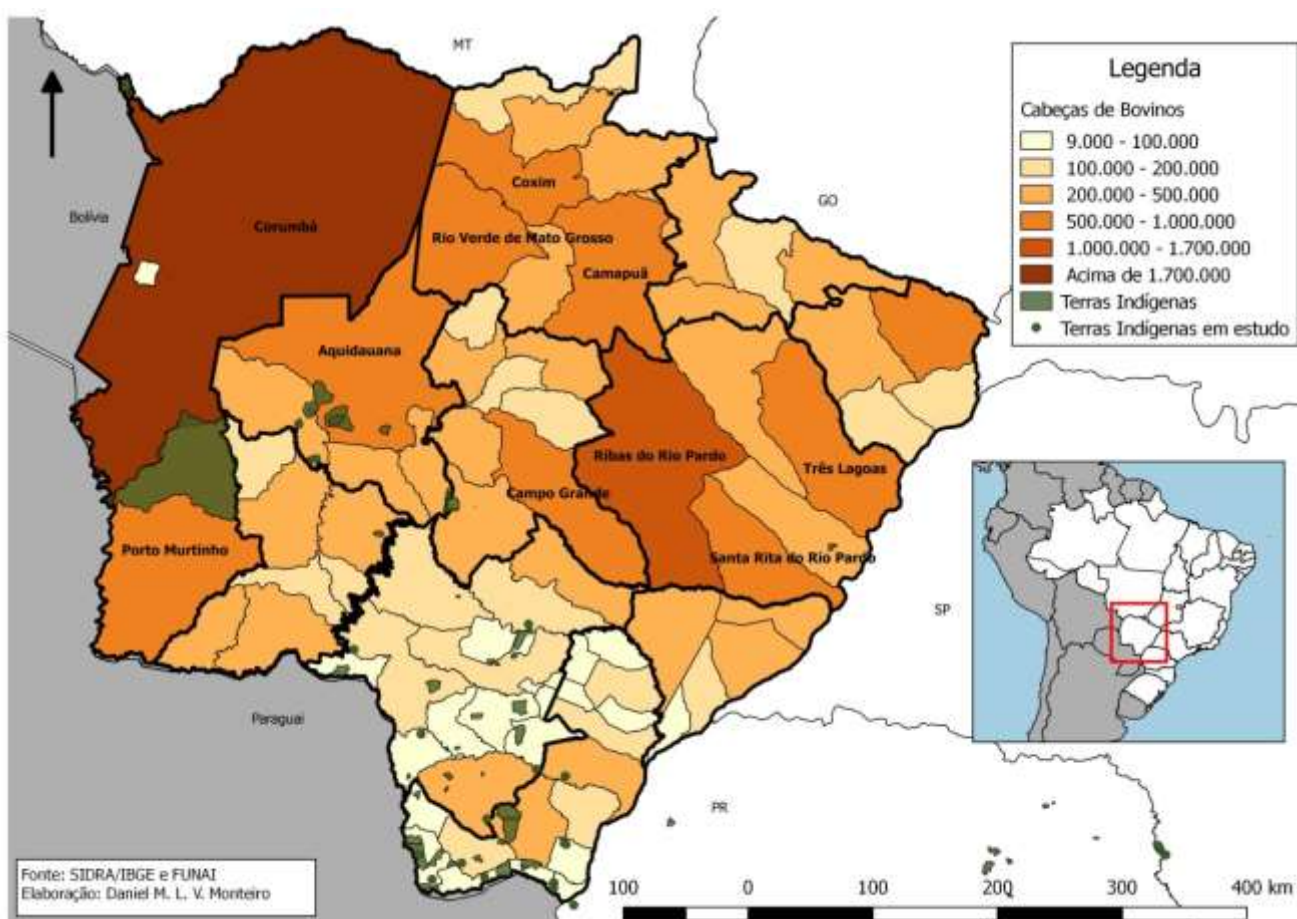 MT
Legenda
Cabeças de Bovinos
9.000 - 100.000
100.000 - 200.000
200.000 - 500.000
500.000 - 1.000.000
1.000.000 - 1.700.000
Acima de 1.700.000
Terras Indígenas
Terras Indígenas em estudo
Coxim
GO
Bolívia
Corumbá
Rio Verde de Mato Grosso
Camapuã
Aquidauana
Ribas do Rio Pardo
Três Lagoas
Campo Grande
Porto Murtinho
Santa Rita do Rio Pardo
SP
Paraguai
PR
Fonte: SIDRA/IBGE e FUNAI
Elaboração: Daniel M. L. V. Monteiro
100 0 100 200 300 400 km